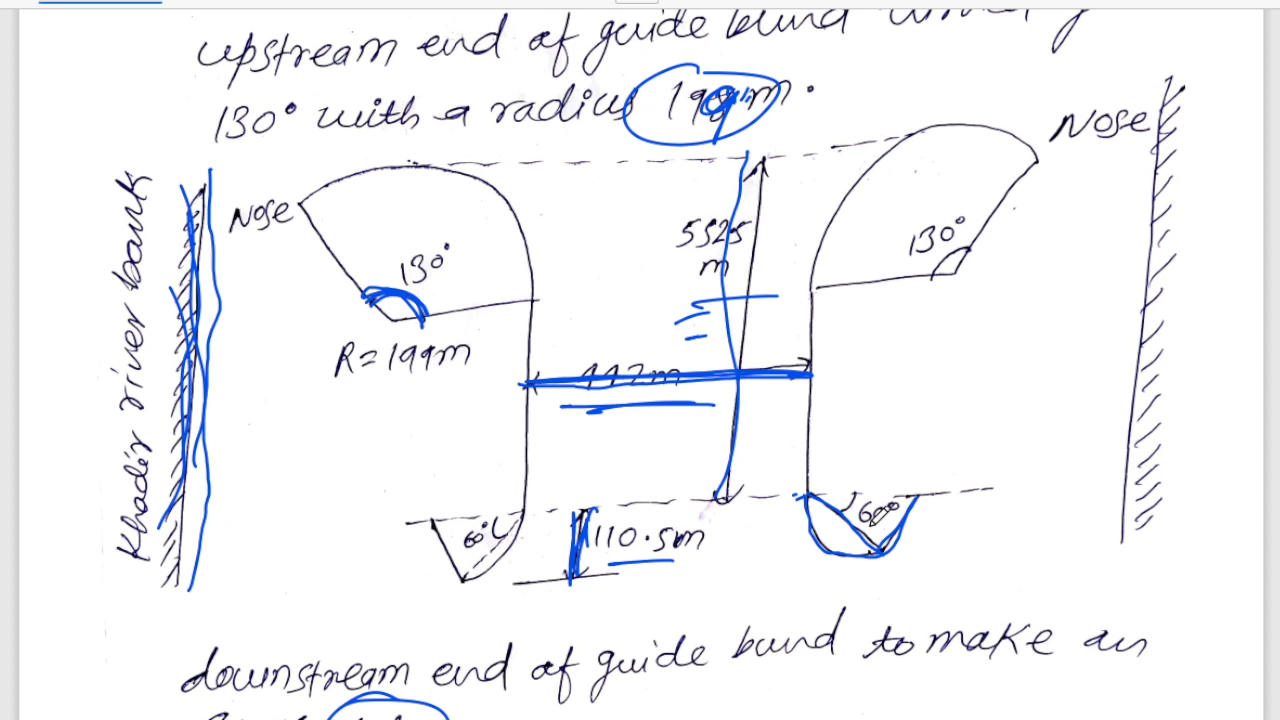 upstream end of guide bund
130° with a radius 199m.
Nose
Nose
Khadir river bank
130°
130°
5525
m
R=199m
442m
60°
60°
110.5m
downstream end of guide bund to make an